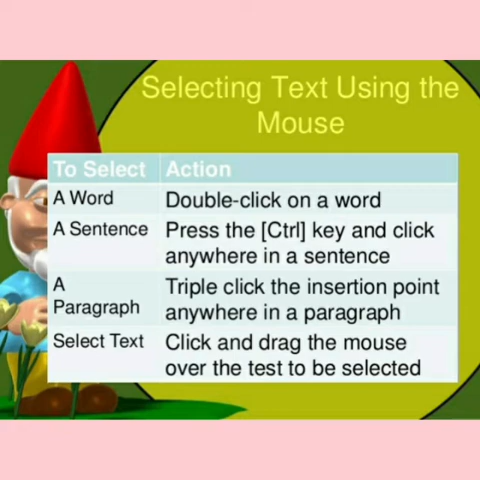 Selecting Text Using the
Mouse
To Select Action
A Word Double-click on a word
A Sentence Press the [Ctrl] key and click
anywhere in a sentence
A
Paragraph
Triple click the insertion point
anywhere in a paragraph
Select Text Click and drag the mouse
over the test to be selected